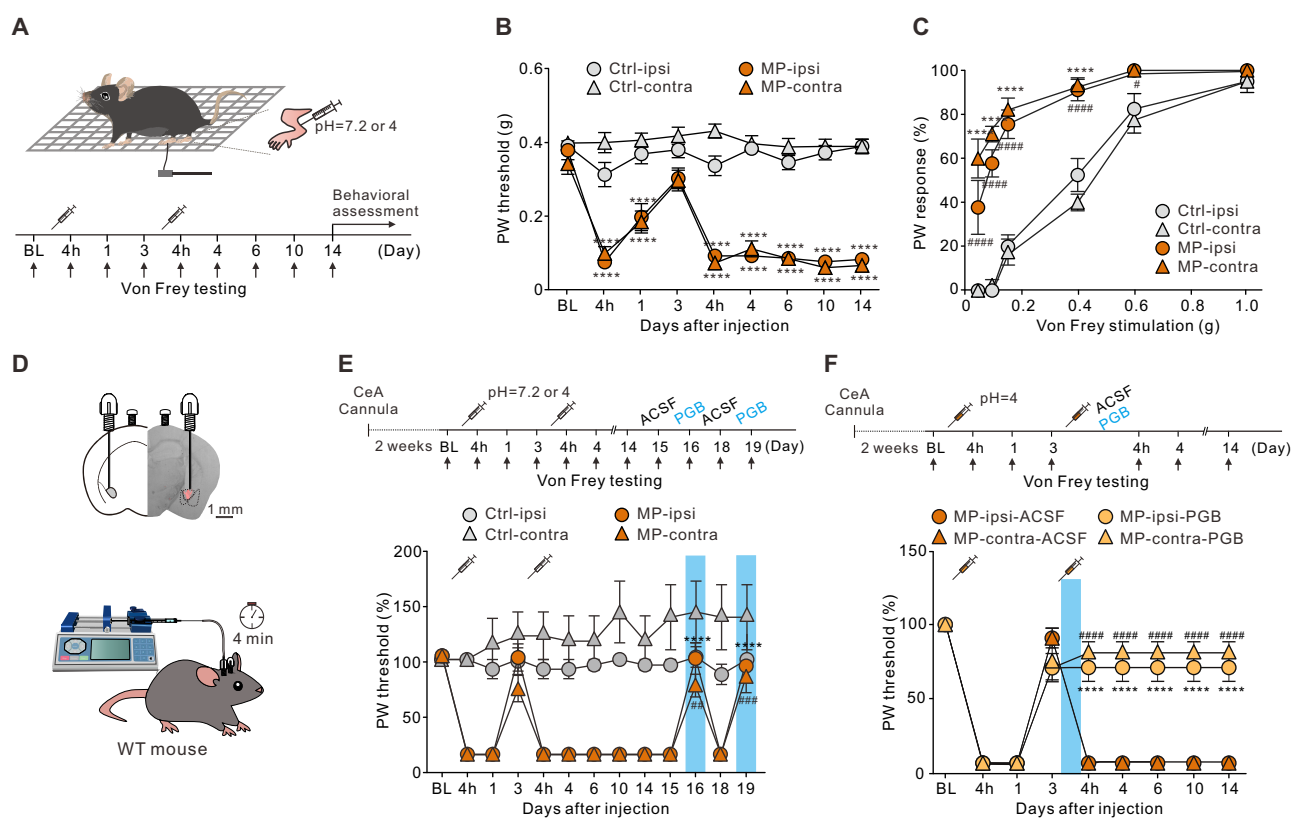 A
pH=7.2 or 4
Behavioral
assessment
BL 4h 1 3 4h 4 6 10 14 (Day)
Von Frey testing
B
Ctrl-ipsi MP-ipsi
Ctrl-contra MP-contra
0.6
0.4
0.2
0
PW threshold (g)
**** **** **** **** **** **** ****
**** **** **** **** **** **** ****
BL 4h 1 3 4h 4 6 10 14
Days after injection
C
100
80
60
40
20
0
PW response (%)
**** **** **** ****
#### #### #### #### #
Ctrl-ipsi
Ctrl-contra
MP-ipsi
MP-contra
0 0.2 0.4 0.6 0.8 1.0
Von Frey stimulation (g)
D
1 mm
4 min
WT mouse
E
CeA
Cannula
pH=7.2 or 4
ACSF PGB ACSF PGB
2 weeks BL 4h 1 3 4h 4 14 15 16 18 19 (Day)
Von Frey testing
Ctrl-ipsi MP-ipsi
Ctrl-contra MP-contra
200
150
100
50
0
PW threshold (%)
**** ****
## ###
BL 4h 1 3 4h 4 6 10 14 15 16 18 19
Days after injection
F
CeA
Cannula
pH=4
ACSF
PGB
2 weeks BL 4h 1 3 4h 4 14 (Day)
Von Frey testing
MP-ipsi-ACSF MP-ipsi-PGB
MP-contra-ACSF MP-contra-PGB
150
100
50
0
PW threshold (%)
#### #### #### #### ####
**** **** **** **** ****
BL 4h 1 3 4h 4 6 10 14
Days after injection